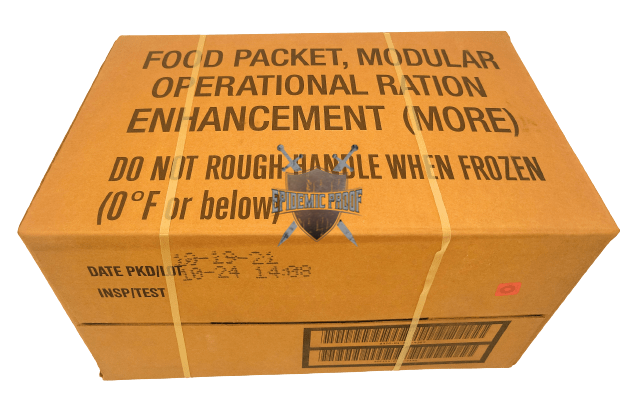 FOOD PACKET, MODULAR
OPERATIONAL RATION
ENHANCEMENT (MORE)
DO NOT ROUGH HANDLE WHEN FROZEN
(0°F or below)
EPIDEMIC PROOF
10-19-21
DATE PKD/LOT 10-24 14:08
INSP/TEST